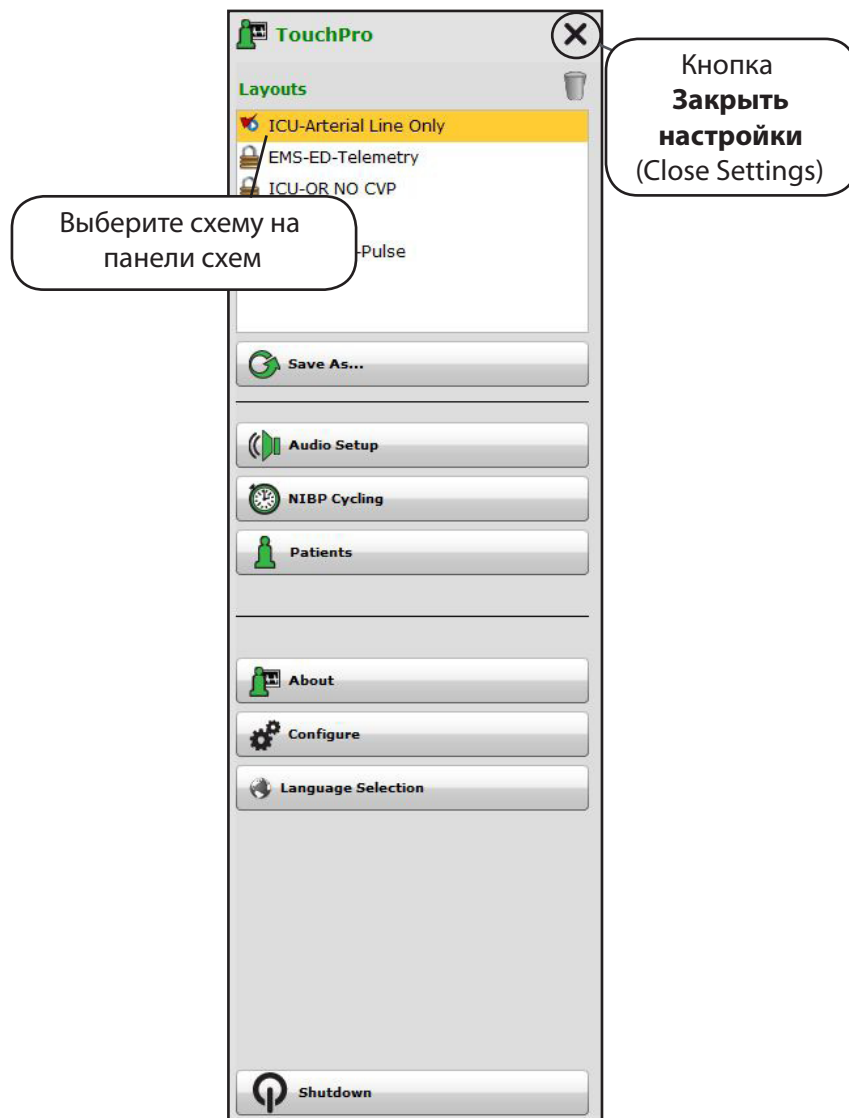 TouchPro
Кнопка
Закрыть
настройки
(Close Settings)
Layouts
ICU-Arterial Line Only
EMS-ED-Telemetry
ICU-OR NO CVP
Выберите схему на
панели схем
-Pulse
Save As...
Audio Setup
NIBP Cycling
Patients
About
Configure
Language Selection
Shutdown